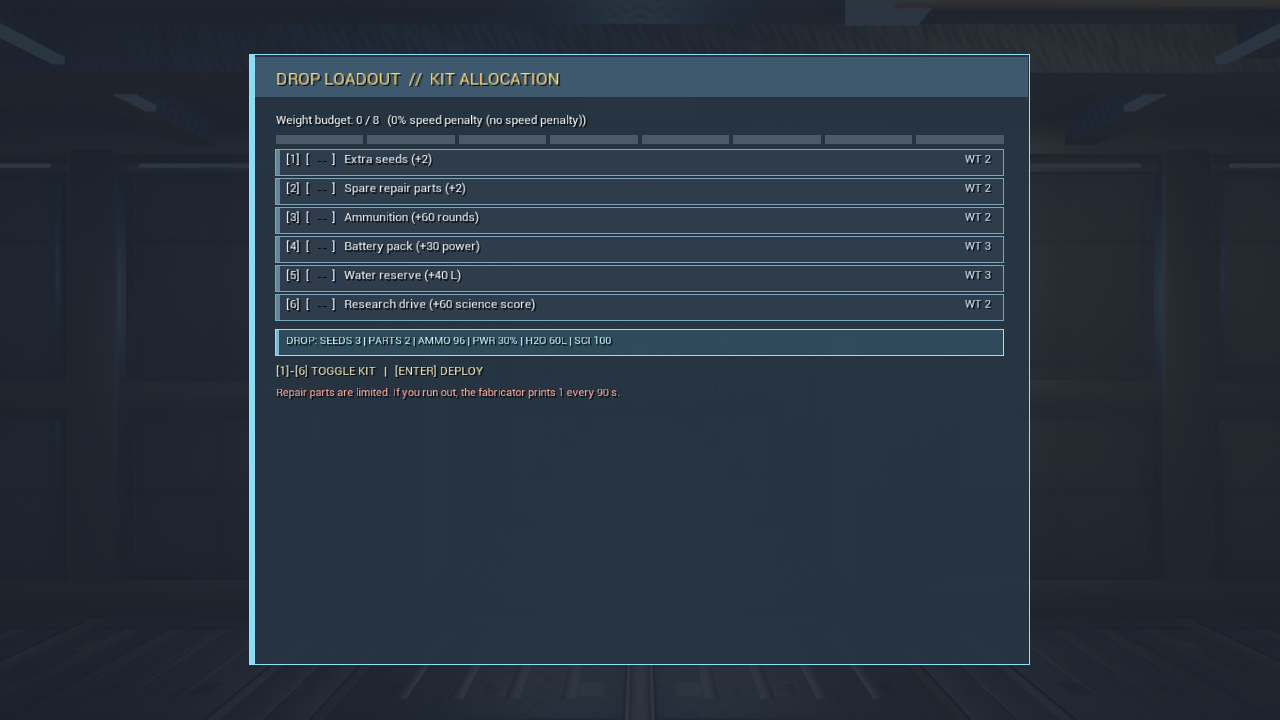 DROP LOADOUT // KIT ALLOCATION
Weight budget: 0 / 8 (0% speed penalty (no speed penalty))
[1] [ -- ] Extra seeds (+2) WT 2
[2] [ -- ] Spare repair parts (+2) WT 2
[3] [ -- ] Ammunition (+60 rounds) WT 2
[4] [ -- ] Battery pack (+30 power) WT 3
[5] [ -- ] Water reserve (+40 L) WT 3
[6] [ -- ] Research drive (+60 science score) WT 2
DROP: SEEDS 3 | PARTS 2 | AMMO 96 | PWR 30% | H2O 60L | SCI 100
[1]-[6] TOGGLE KIT | [ENTER] DEPLOY
Repair parts are limited. If you run out, the fabricator prints 1 every 90 s.